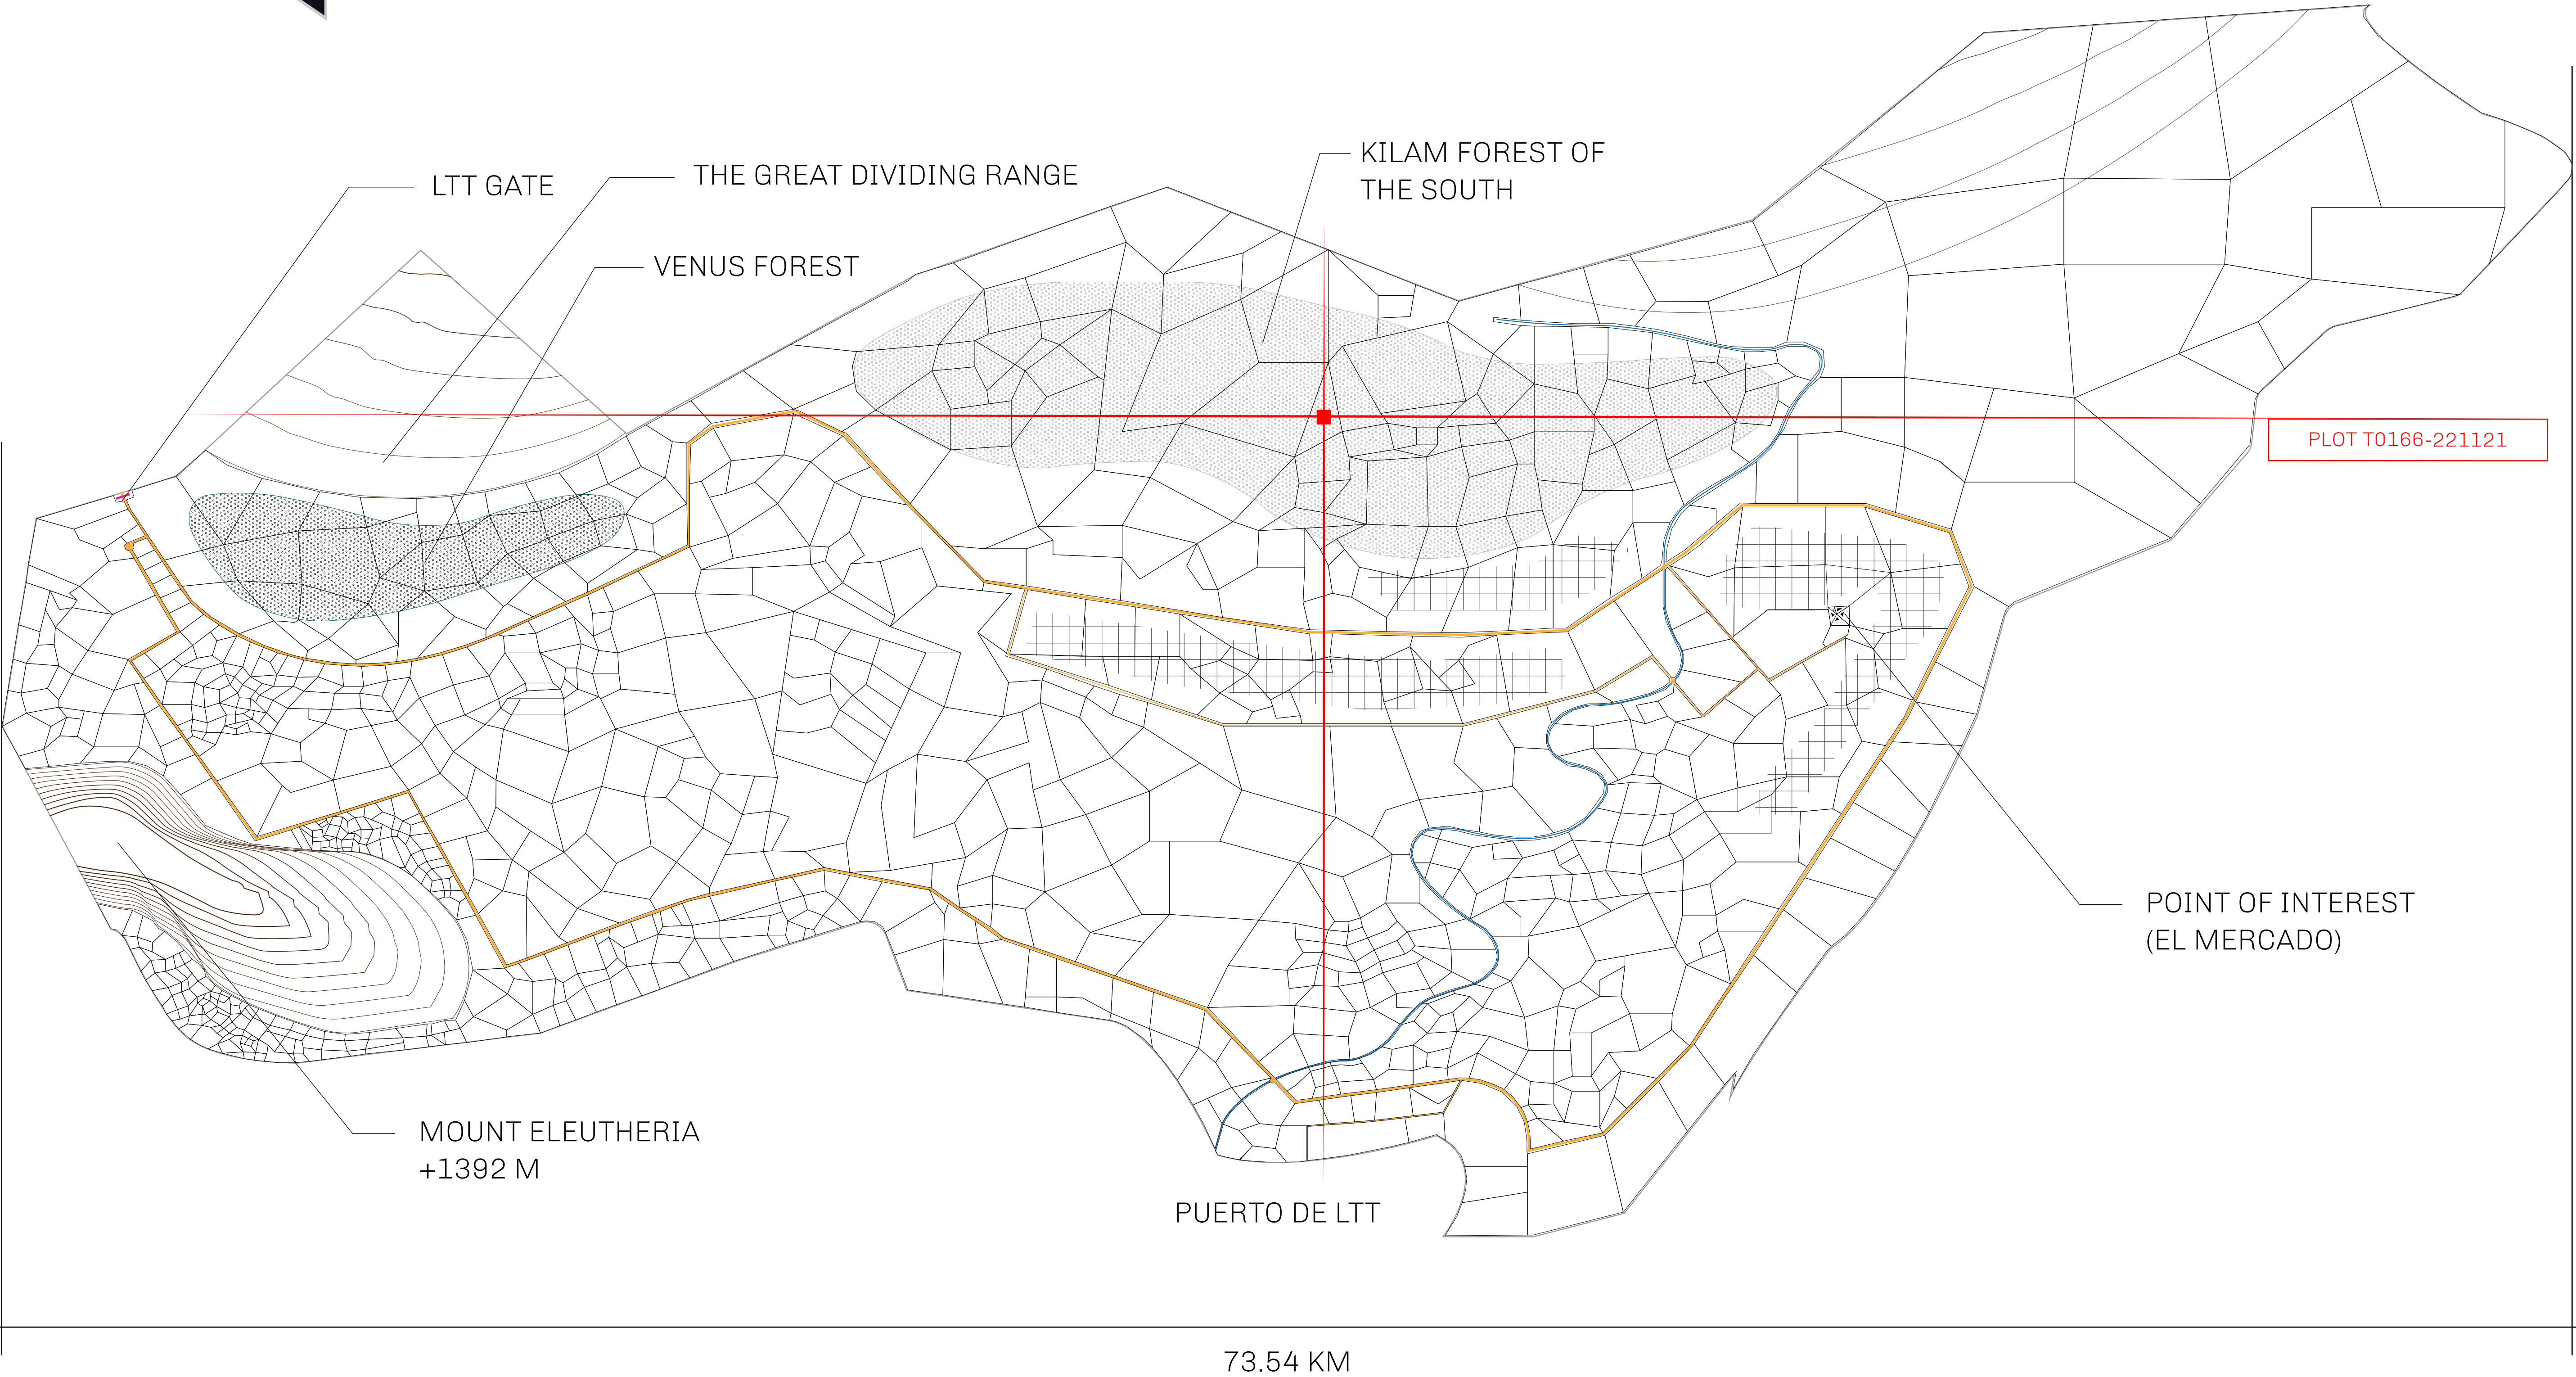 KILAM FOREST OF
THE SOUTH
LTT GATE
THE GREAT DIVIDING RANGE
VENUS FOREST
PLOT T0166-221121
POINT OF INTEREST
(EL MERCADO)
MOUNT ELEUTHERIA
+1392 M
PUERTO DE LTT
73.54 KM